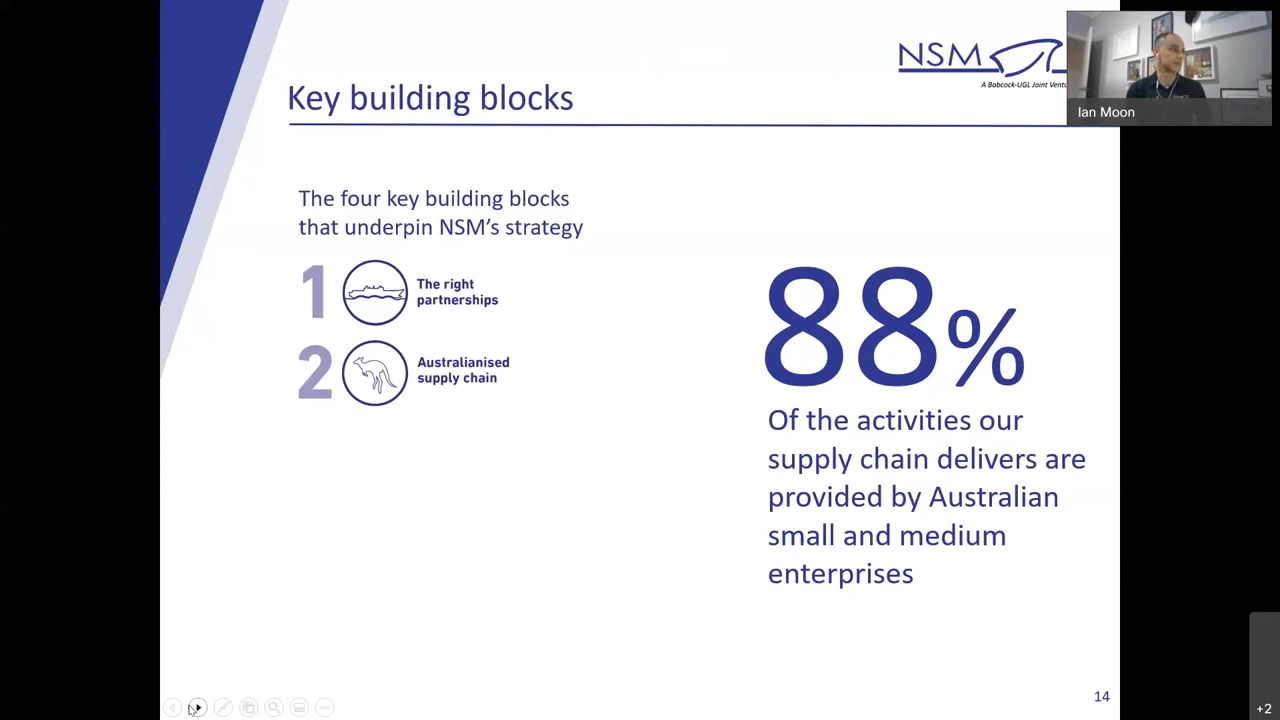 NSM
A Babcock-UGL Joint Ventu
Ian Moon
Key building blocks
The four key building blocks
that underpin NSM's strategy
1
The right
partnerships
2
Australianised
supply chain
88%
Of the activities our
supply chain delivers are
provided by Australian
small and medium
enterprises
14
+2